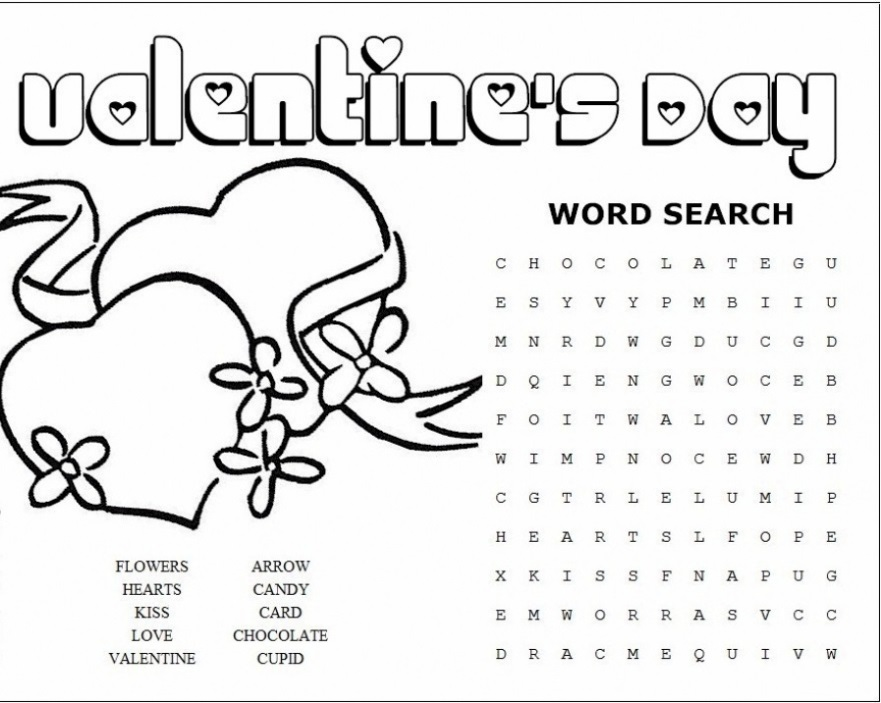 valentine's Day
WORD SEARCH
C H O C O L A T E G U
E S Y V Y P M B I I U
M N R D W G D U C G D
D Q I E N G W O C E B
F O I T W A L O V E B
W I M P N O C E W D H
C G T R L E L U M I P
H E A R T S L F O P E
X K I S S F N A P U G
E M W O R R A S V C C
D R A C M E Q U I V W
FLOWERS ARROW
HEARTS CANDY
KISS CARD
LOVE CHOCOLATE
VALENTINE CUPID